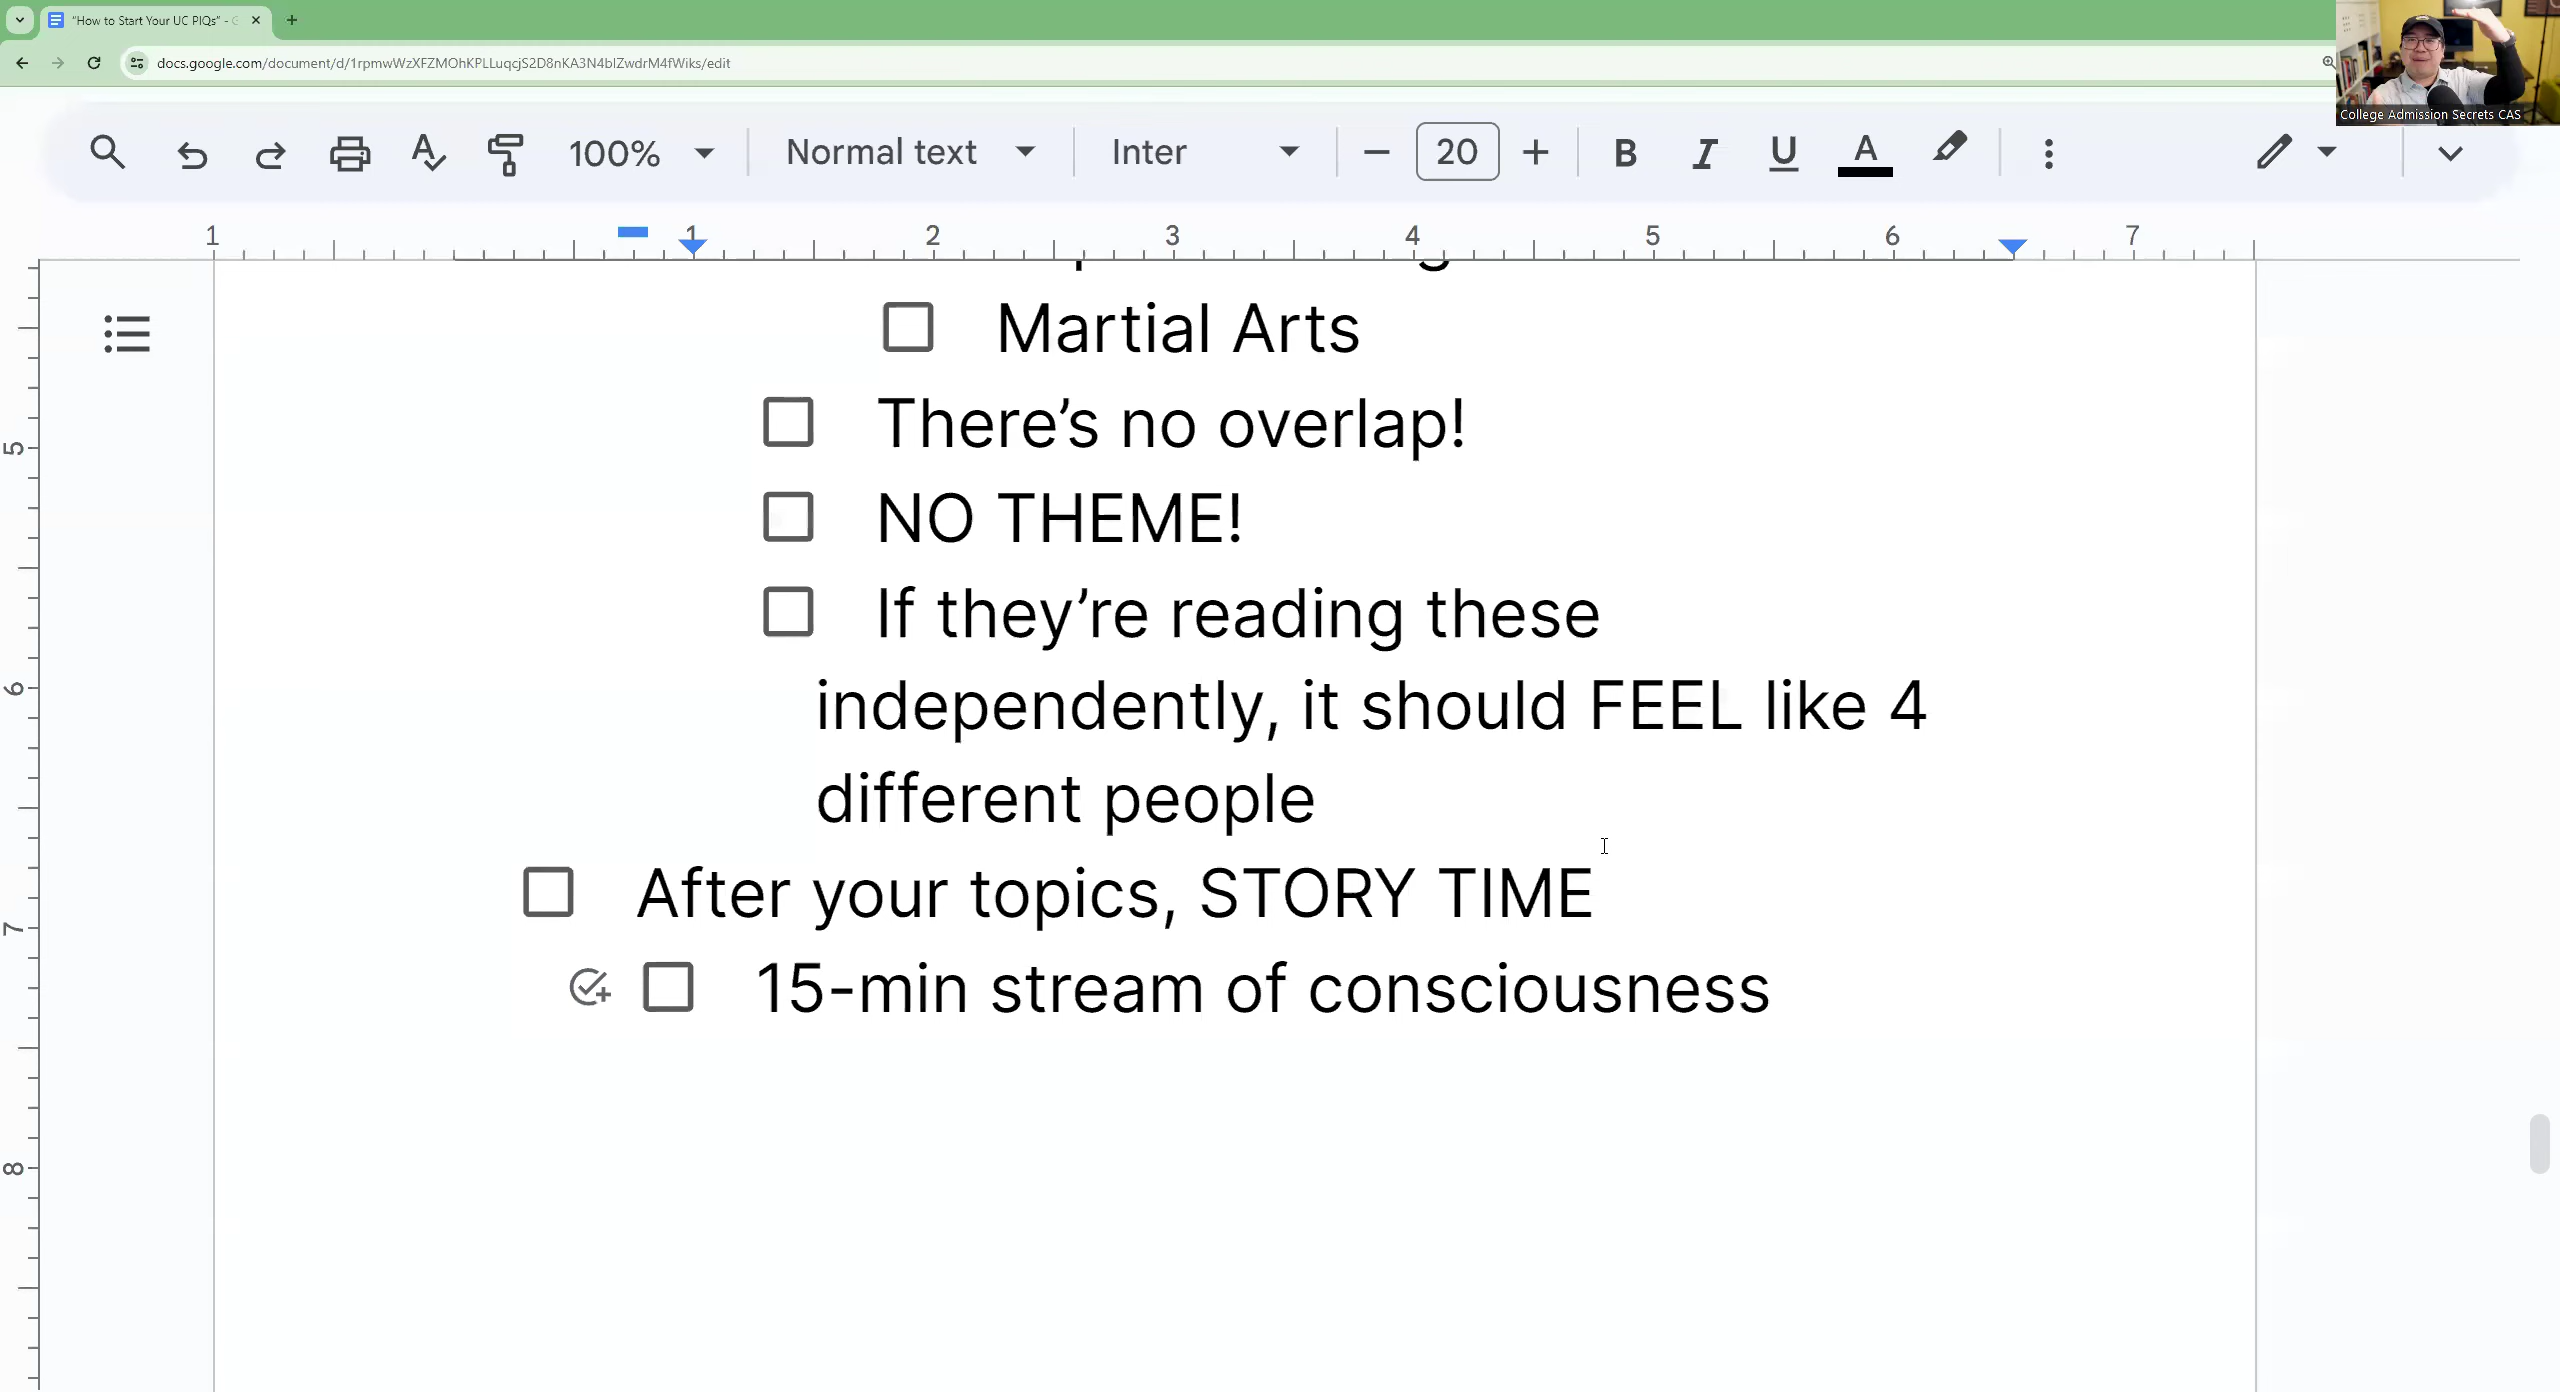 "How to Start Your UC PIQs" - G
docs.google.com/document/d/1rpmwWzXFZMOhKPLLuqcjS2D8nKA3N4blZwdrM4fWiks/edit
College Admission Secrets CAS
100% Normal text Inter 20 B I U A
1 1 2 3 4 5 6 7
Martial Arts
There’s no overlap!
5
NO THEME!
If they’re reading these
6
independently, it should FEEL like 4
different people
After your topics, STORY TIME
7
15-min stream of consciousness
8